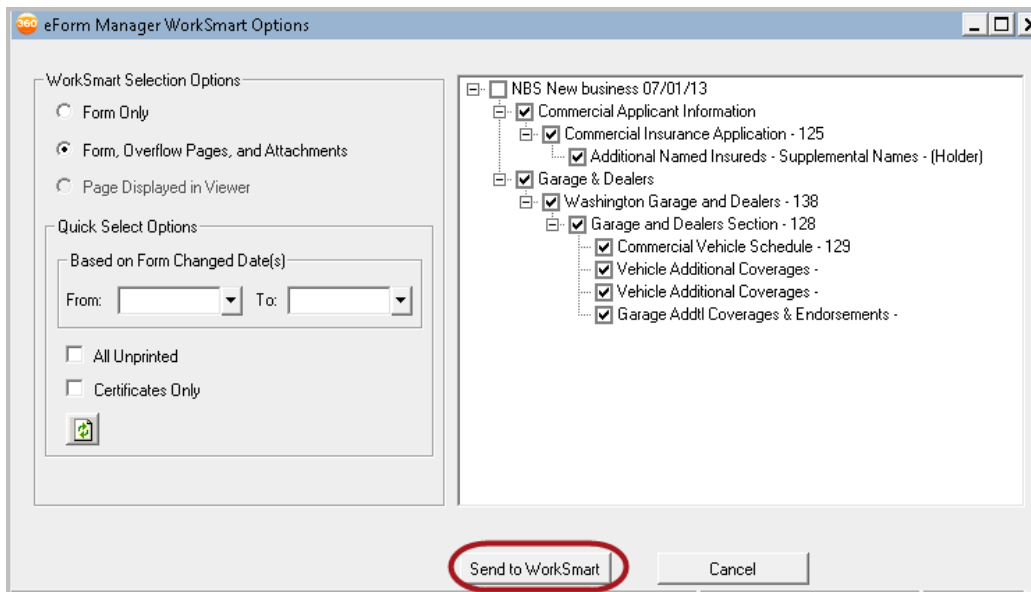 360 eForm Manager WorkSmart Options
WorkSmart Selection Options
Form Only
Form, Overflow Pages, and Attachments
Page Displayed in Viewer
Quick Select Options
Based on Form Changed Date(s)
From: To:
All Unprinted
Certificates Only
NBS New business 07/01/13
Commercial Applicant Information
Commercial Insurance Application - 125
Additional Named Insureds - Supplemental Names - (Holder)
Garage & Dealers
Washington Garage and Dealers - 138
Garage and Dealers Section - 128
Commercial Vehicle Schedule - 129
Vehicle Additional Coverages -
Vehicle Additional Coverages -
Garage Addtl Coverages & Endorsements -
Send to WorkSmart Cancel